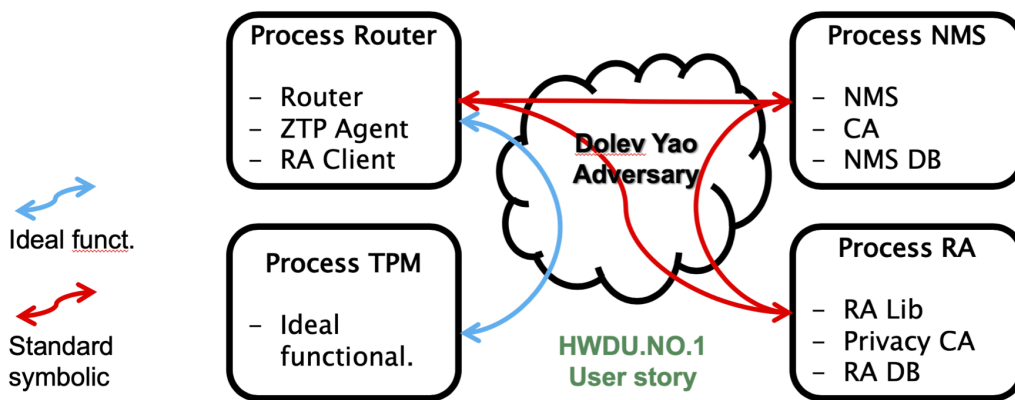 Process Router
- Router
- ZTP Agent
- RA Client
Process NMS
- NMS
- CA
- NMS DB
Dolev Yao
Adversary
Ideal funct.
Standard
symbolic
Process TPM
- Ideal
functional.
HWDU.NO.1
User story
Process RA
- RA Lib
- Privacy CA
- RA DB